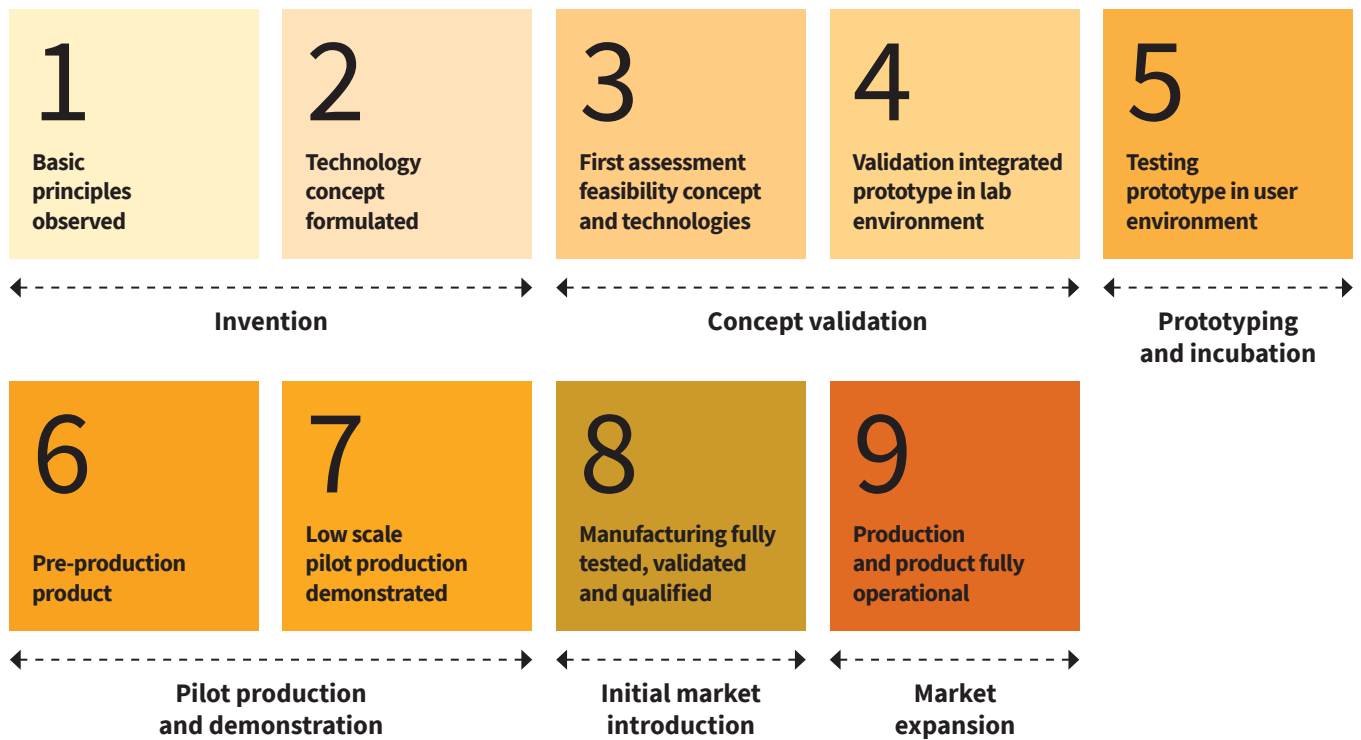 1
Basic
principles
observed
2
Technology
concept
formulated
3
First assessment
feasibility concept
and technologies
4
Validation integrated
prototype in lab
environment
5
Testing
prototype in user
environment
Invention
Concept validation
Prototyping
and incubation
6
Pre-production
product
7
Low scale
pilot production
demonstrated
8
Manufacturing fully
tested, validated
and qualified
9
Production
and product fully
operational
Pilot production
and demonstration
Initial market
introduction
Market
expansion